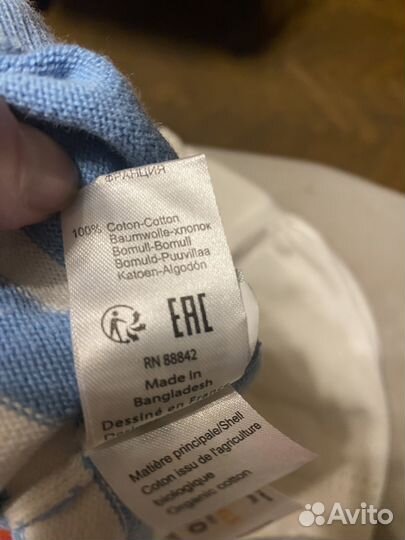 ФРАНЦИЯ
100% Coton-Cotton
Baumwolle-хлопок
Bomull-Bomull
Bomuld-Puuvillaa
Katoen-Algodón
EAC
RN 88842
Made in
Bangladesh
Dessiné en France
Matière principale/Shell
Coton issu de l'agriculture
biologique
Organic cotton
Avito